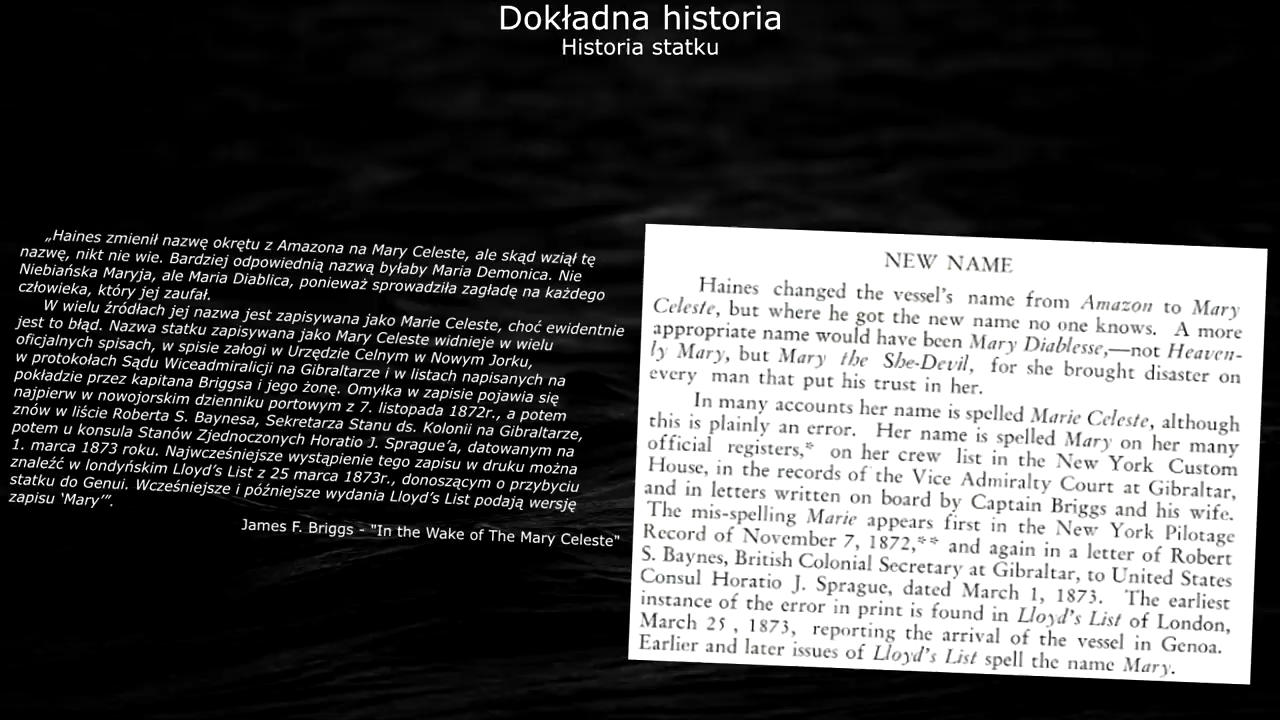 Dokładna historia
Historia statku
„Haines zmienił nazwę okrętu z Amazona na Mary Celeste, ale skąd wziął tę
nazwę, nikt nie wie. Bardziej odpowiednią nazwą byłaby Maria Demonica. Nie
Niebiańska Maryja, ale Maria Diablica, ponieważ sprowadziła zagładę na każdego
człowieka, który jej zaufał.
W wielu źródłach jej nazwa jest zapisywana jako Marie Celeste, choć ewidentnie
jest to błąd. Nazwa statku zapisywana jako Mary Celeste widnieje w wielu
oficjalnych spisach, w spisie załogi w Urzędzie Celnym w Nowym Jorku,
w protokołach Sądu Wiceadmiralicji na Gibraltarze i w listach napisanych na
pokładzie przez kapitana Briggsa i jego żonę. Omyłka w zapisie pojawia się
najpierw w nowojorskim dzienniku portowym z 7. listopada 1872r., a potem
znów w liście Roberta S. Baynesa, Sekretarza Stanu ds. Kolonii na Gibraltarze,
potem u konsula Stanów Zjednoczonych Horatio J. Sprague’a, datowanym na
1. marca 1873 roku. Najwcześniejsze wystąpienie tego zapisu w druku można
znaleźć w londyńskim Lloyd’s List z 25 marca 1873r., donoszącym o przybyciu
statku do Genui. Wcześniejsze i późniejsze wydania Lloyd’s List podają wersję
zapisu ‘Mary’”.
James F. Briggs - "In the Wake of The Mary Celeste"
NEW NAME
Haines changed the vessel's name from Amazon to Mary
Celeste, but where he got the new name no one knows. A more
appropriate name would have been Mary Diablesse,—not Heaven-
ly Mary, but Mary the She-Devil, for she brought disaster on
every man that put his trust in her.
In many accounts her name is spelled Marie Celeste, although
this is plainly an error. Her name is spelled Mary on her many
official registers,* on her crew list in the New York Custom
House, in the records of the Vice Admiralty Court at Gibraltar,
and in letters written on board by Captain Briggs and his wife.
The mis-spelling Marie appears first in the New York Pilotage
Record of November 7, 1872,** and again in a letter of Robert
S. Baynes, British Colonial Secretary at Gibraltar, to United States
Consul Horatio J. Sprague, dated March 1, 1873. The earliest
instance of the error in print is found in Lloyd's List of London,
March 25 , 1873, reporting the arrival of the vessel in Genoa.
Earlier and later issues of Lloyd's List spell the name Mary.